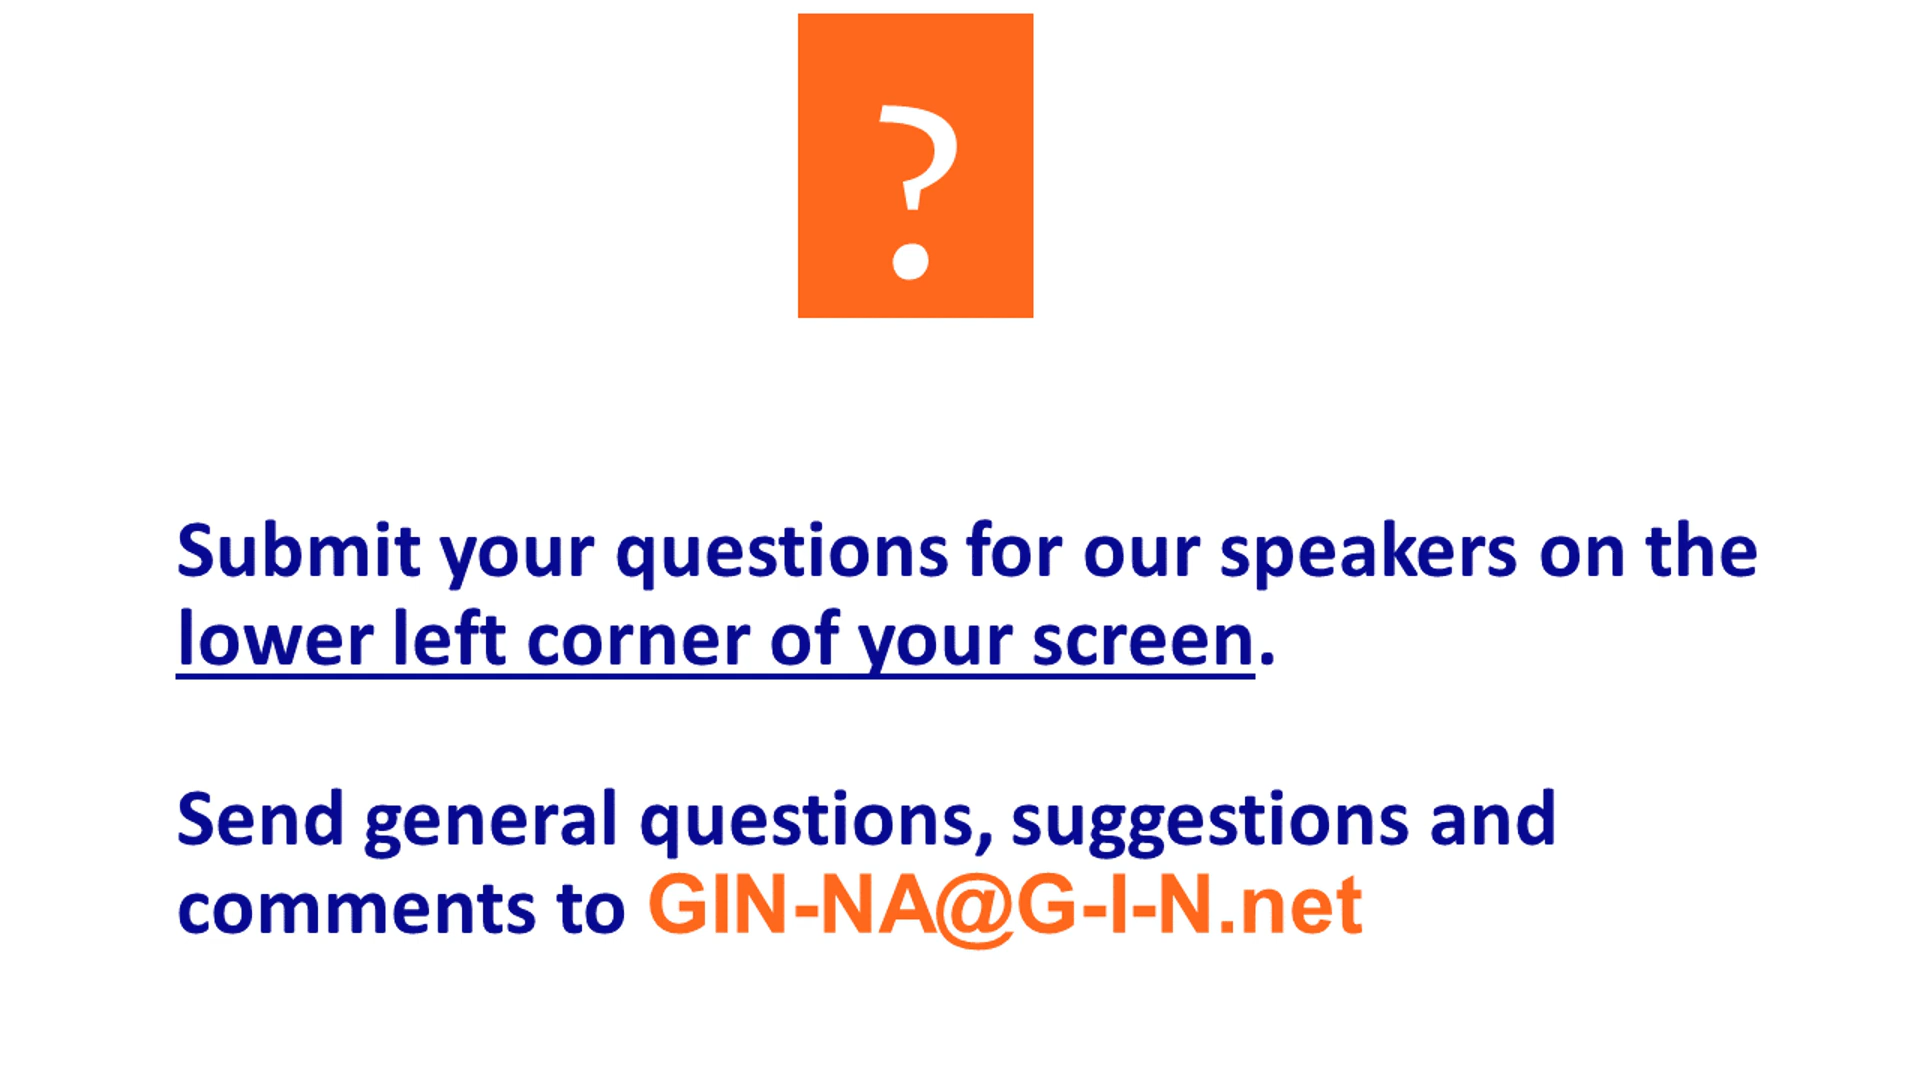 ?
Submit your questions for our speakers on the
lower left corner of your screen.
Send general questions, suggestions and
comments to GIN-NA@G-I-N.net